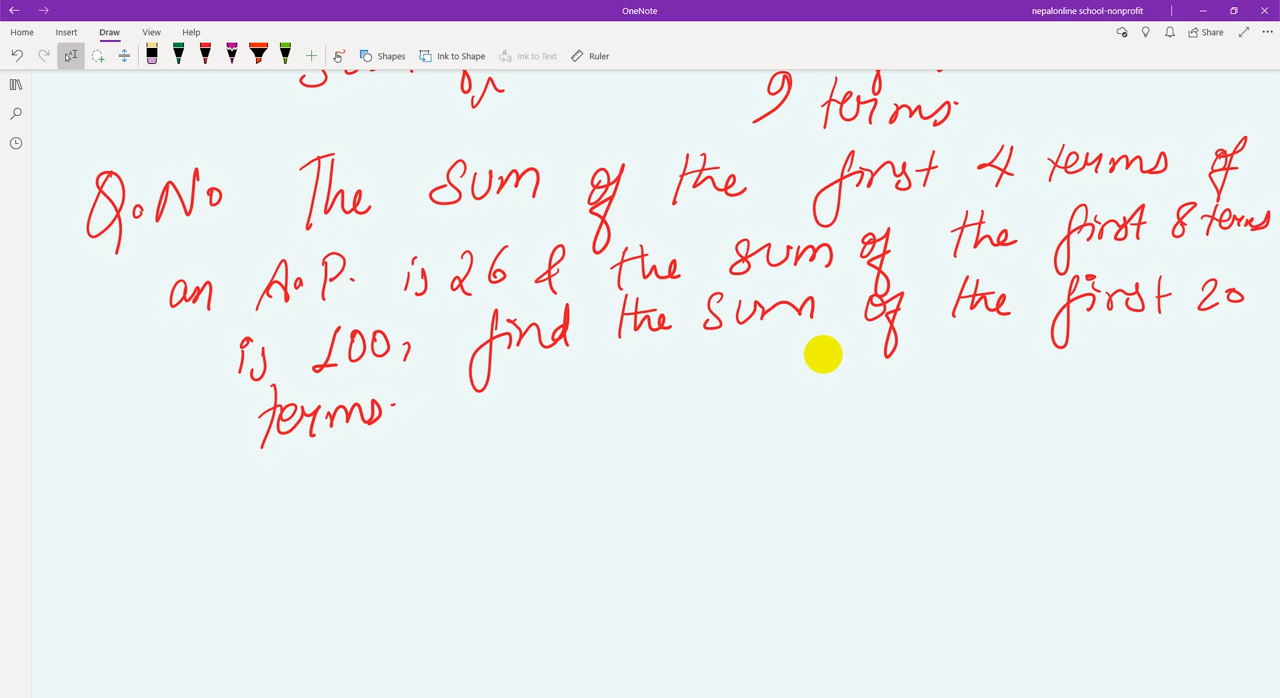 OneNote
nepalonline school-nonprofit
Home Insert Draw View Help
Share
Shapes Ink to Shape Ink to Text Ruler
9 terms.
Q.No The sum of the first 4 terms of
an A.P. is 26 & the sum of the first 8 terms
is 100, find the sum of the first 20
terms.